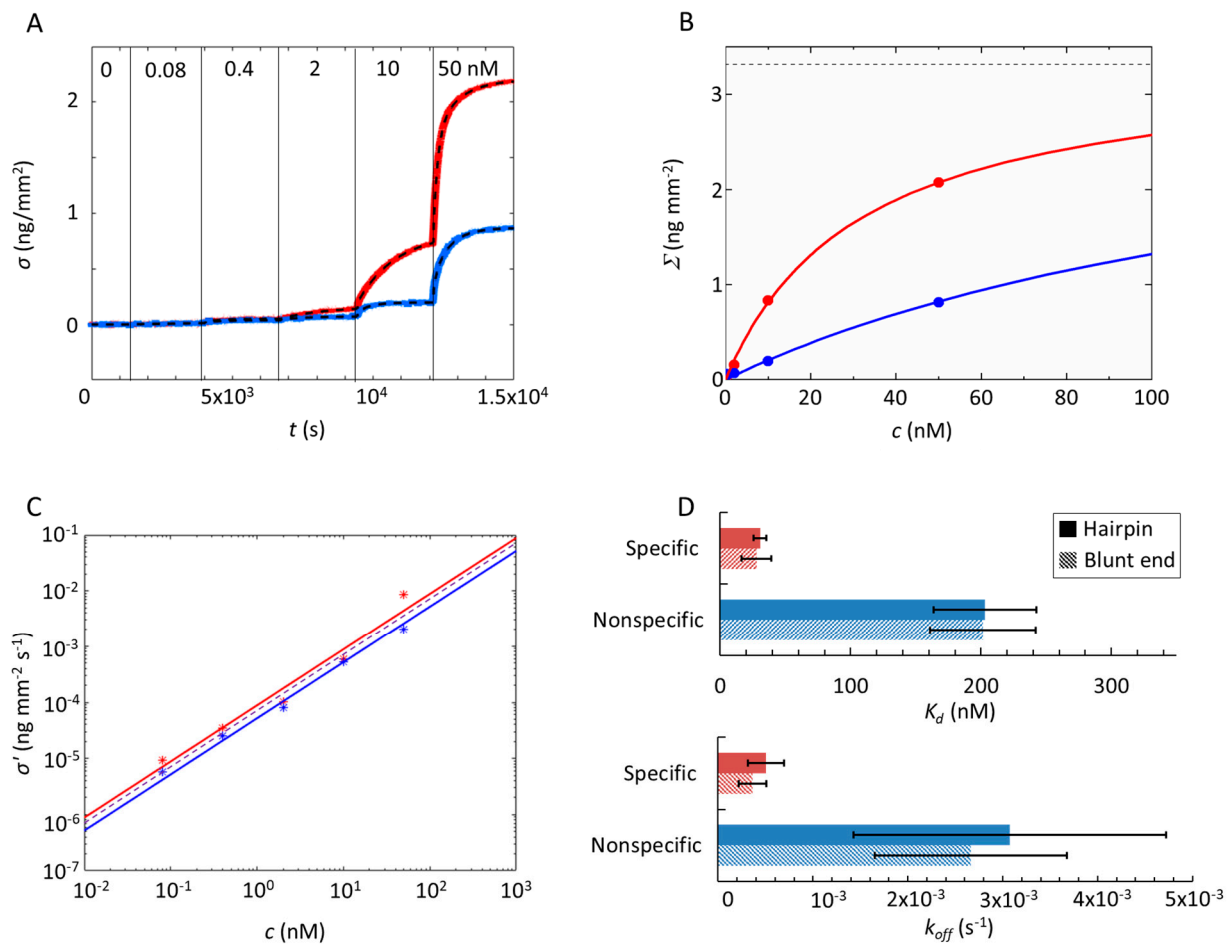 A
0
0.08
0.4
2
10
50 nM
2
1
0
σ (ng/mm²)
0
5x10³
10⁴
1.5x10⁴
t (s)
B
3
2
1
0
Σ (ng mm⁻²)
0
20
40
60
80
100
c (nM)
C
10⁻¹
10⁻²
10⁻³
10⁻⁴
10⁻⁵
10⁻⁶
10⁻⁷
σ' (ng mm⁻² s⁻¹)
10⁻²
10⁻¹
10⁰
10¹
10²
10³
c (nM)
D
Hairpin
Blunt end
Specific
Nonspecific
0
100
200
300
K_d (nM)
Specific
Nonspecific
0
10⁻³
2x10⁻³
3x10⁻³
4x10⁻³
5x10⁻³
k_off (s⁻¹)